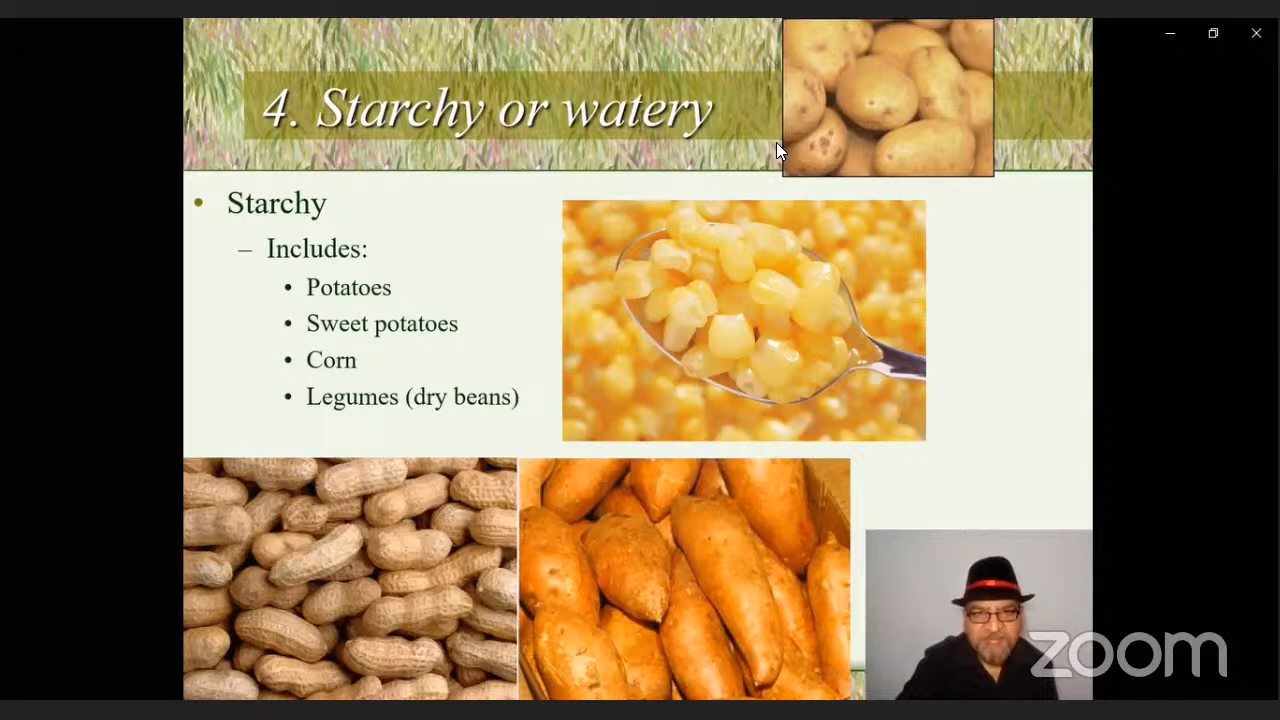 4. Starchy or watery
• Starchy
– Includes:
• Potatoes
• Sweet potatoes
• Corn
• Legumes (dry beans)
zoom